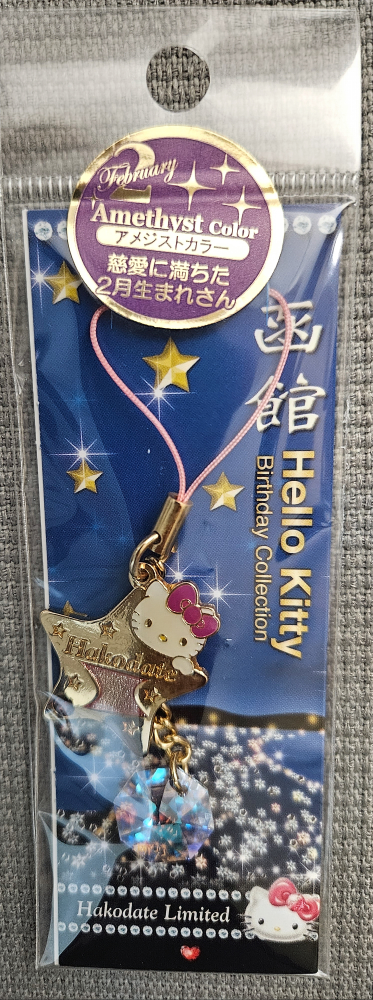 2
February
Amethyst Color
アメジストカラー
慈愛に満ちた
2月生まれさん
函館
Hello Kitty
Birthday Collection
Hakodate
Hakodate Limited